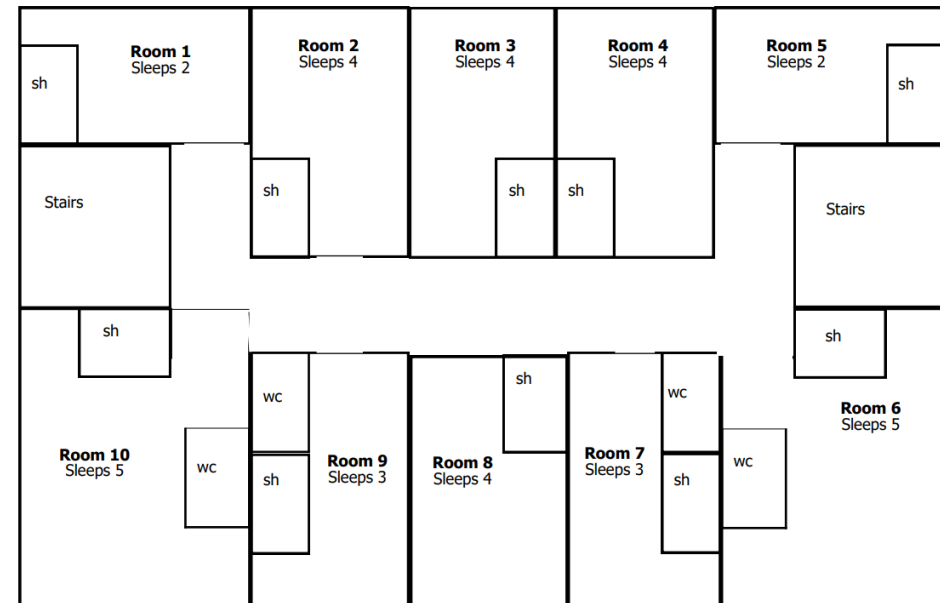 Room 1
Sleeps 2
Room 2
Sleeps 4
Room 3
Sleeps 4
Room 4
Sleeps 4
Room 5
Sleeps 2
sh
sh
sh
sh
sh
Stairs
Stairs
sh
sh
sh
wc
wc
Room 6
Sleeps 5
Room 10
Sleeps 5
wc
sh
Room 9
Sleeps 3
Room 8
Sleeps 4
Room 7
Sleeps 3
sh
wc